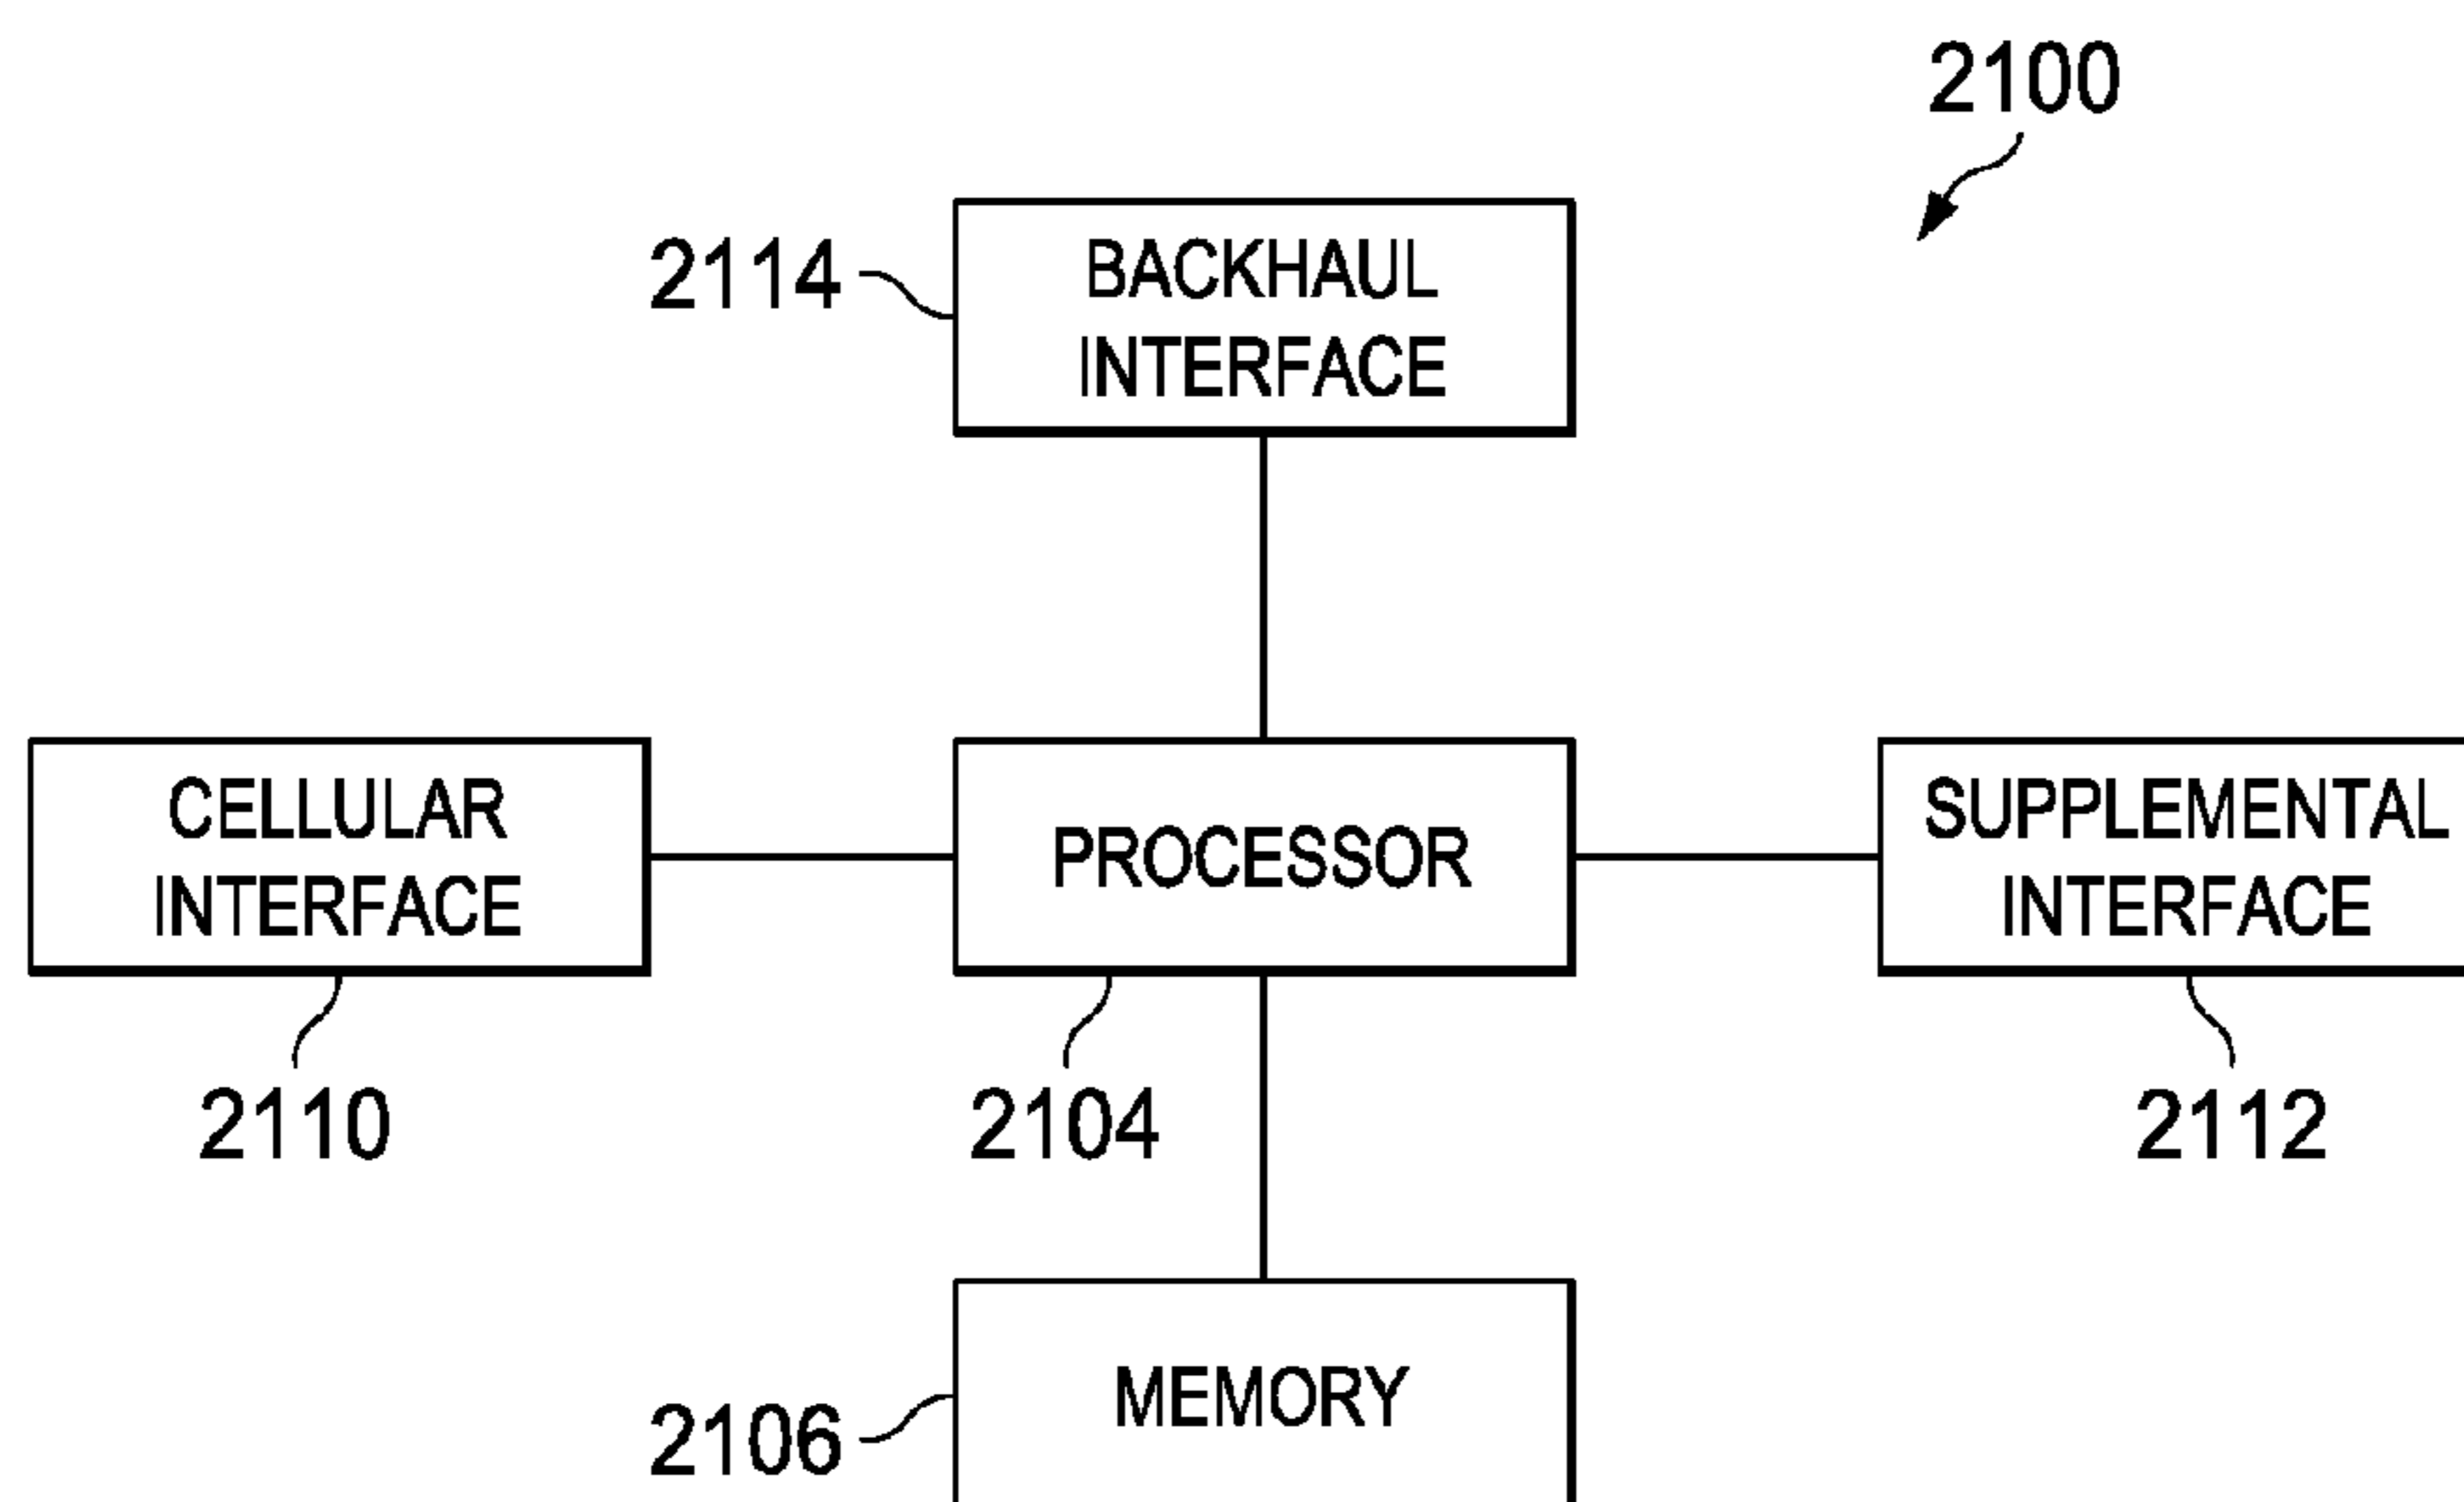 2100
2114
BACKHAUL
INTERFACE
CELLULAR
INTERFACE
PROCESSOR
SUPPLEMENTAL
INTERFACE
2110
2104
2112
2106
MEMORY